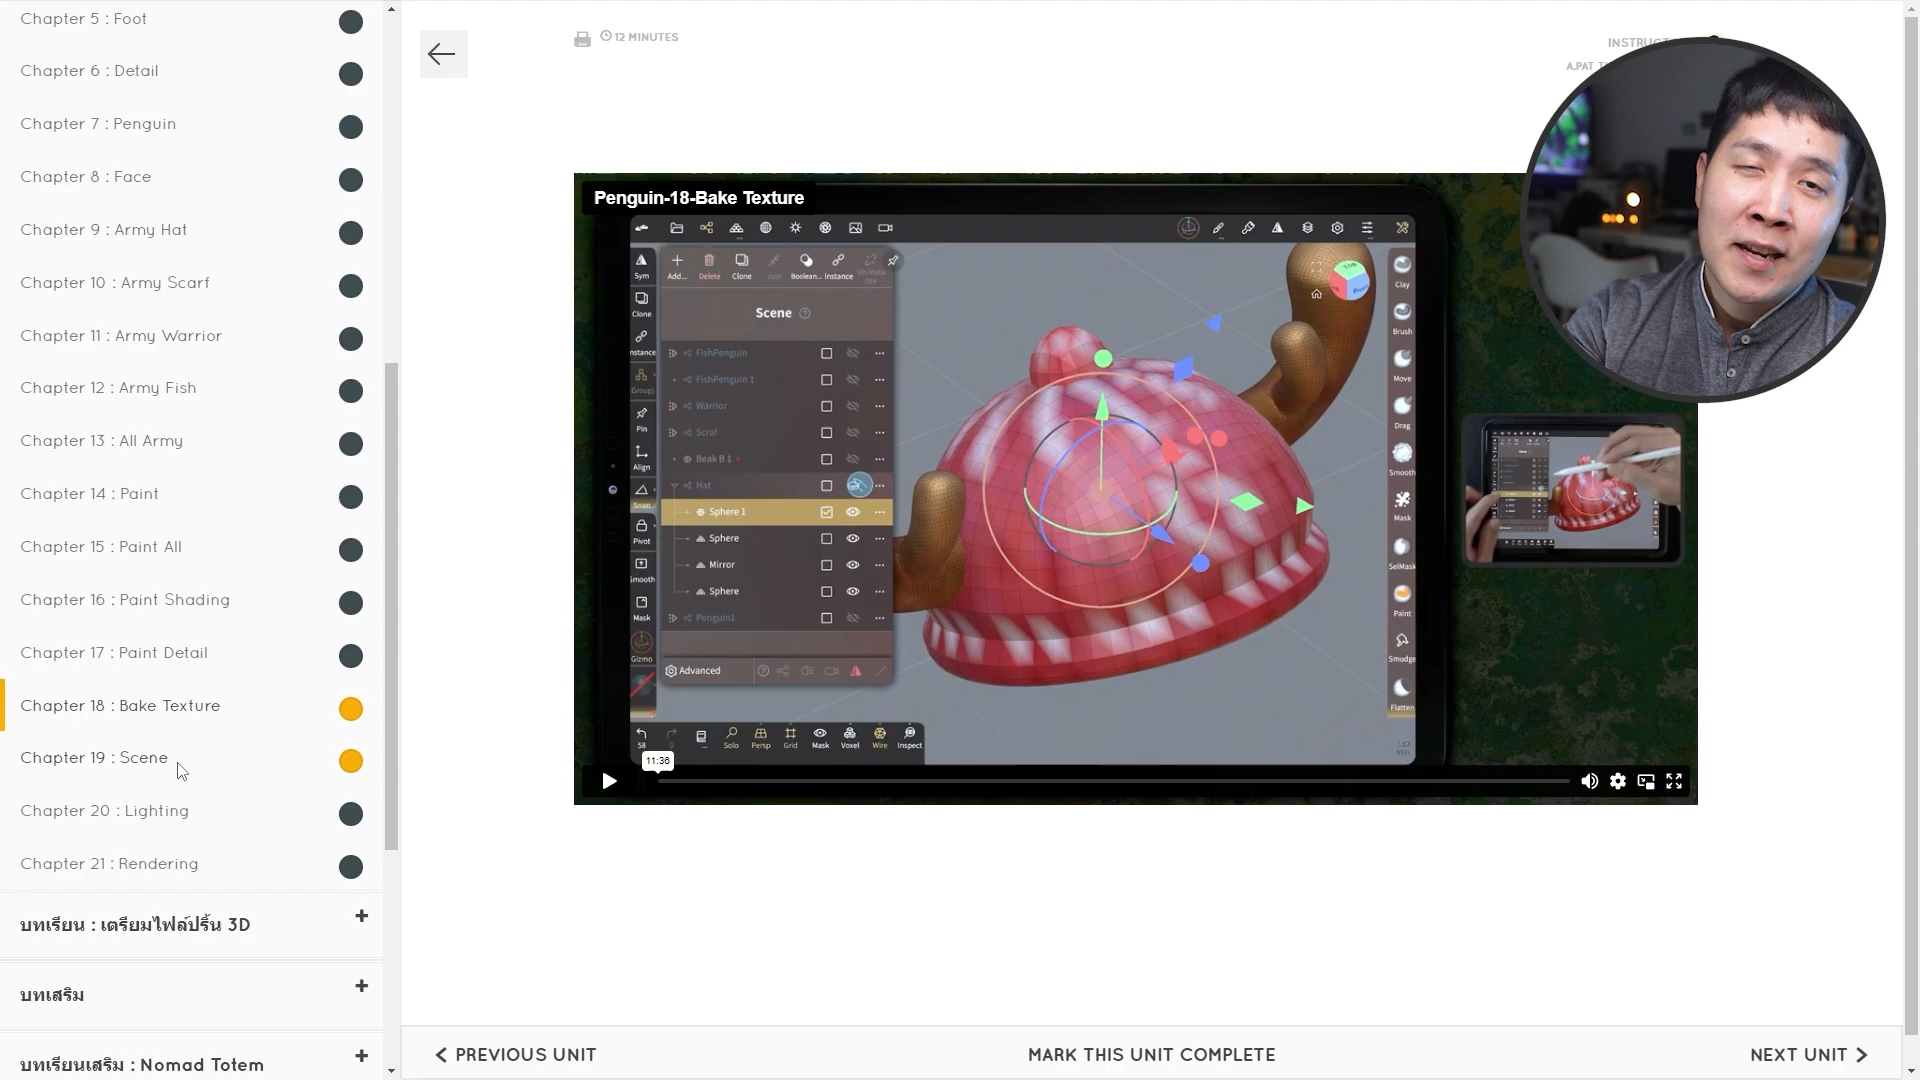 Chapter 5 : Foot
Chapter 6 : Detail
Chapter 7 : Penguin
Chapter 8 : Face
Chapter 9 : Army Hat
Chapter 10 : Army Scarf
Chapter 11 : Army Warrior
Chapter 12 : Army Fish
Chapter 13 : All Army
Chapter 14 : Paint
Chapter 15 : Paint All
Chapter 16 : Paint Shading
Chapter 17 : Paint Detail
Chapter 18 : Bake Texture
Chapter 19 : Scene
Chapter 20 : Lighting
Chapter 21 : Rendering
บทเรียน : เตรียมไฟล์ปริ้น 3D
บทเสริม
บทเรียนเสริม : Nomad Totem
12 MINUTES
A.PAT
Penguin-18-Bake Texture
Sym
Clone
Instance
(Group)
Pin
Align
Snap
Pivot
Smooth
Mask
Gizmo
Add...
Delete
Clone
Join
Boolean...
Instance
Scene
FishPenguin
FishPenguin 1
Warrior
Scraf
Beak B 1
Hat
Sphere 1
Sphere
Mirror
Sphere
Penguin1
Advanced
58
0
Solo
Persp
Grid
Mask
Voxel
Wire
Inspect
Clay
Brush
Move
Drag
Smooth
Mask
SelMask
Paint
Smudge
Flatten
11:36
PREVIOUS UNIT
MARK THIS UNIT COMPLETE
NEXT UNIT